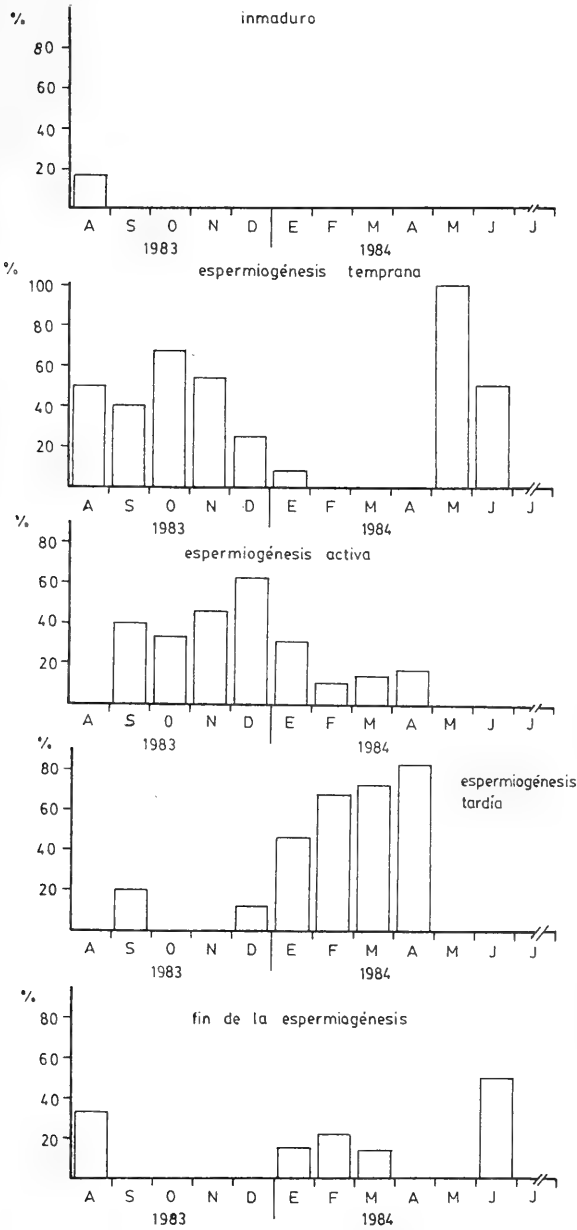 % inmaduro
80
60
40
20
A S O N D E F M A M J J
1983 1984
% espermiogénesis temprana
100
80
60
40
20
A S O N D E F M A M J J
1983 1984
%
80 espermiogénesis activa
60
40
20
A S O N D E F M A M J J
1983 1984
%
80 espermiogénesis
tardía
60
40
20
A S O N D E F M A M J J
1983 1984
%
80 fin de la espermiogénesis
60
40
20
A S O N D E F M A M J J
1983 1984